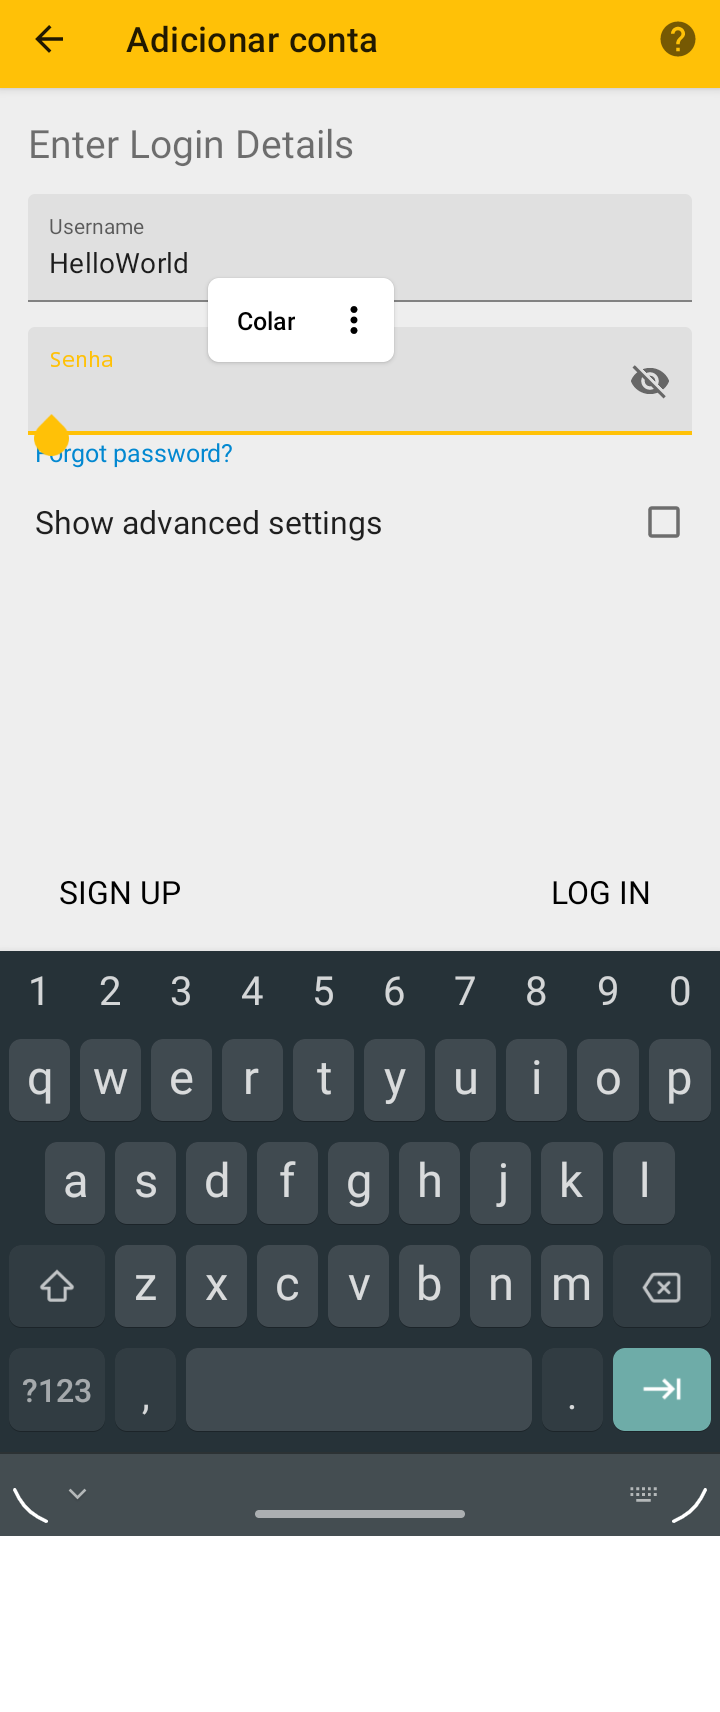 Adicionar conta
Enter Login Details
Username
HelloWorld
Colar
Senha
Forgot password?
Show advanced settings
SIGN UP LOG IN
1 2 3 4 5 6 7 8 9 0
q w e r t y u i o p
a s d f g h j k l
z x c v b n m
?123 , .